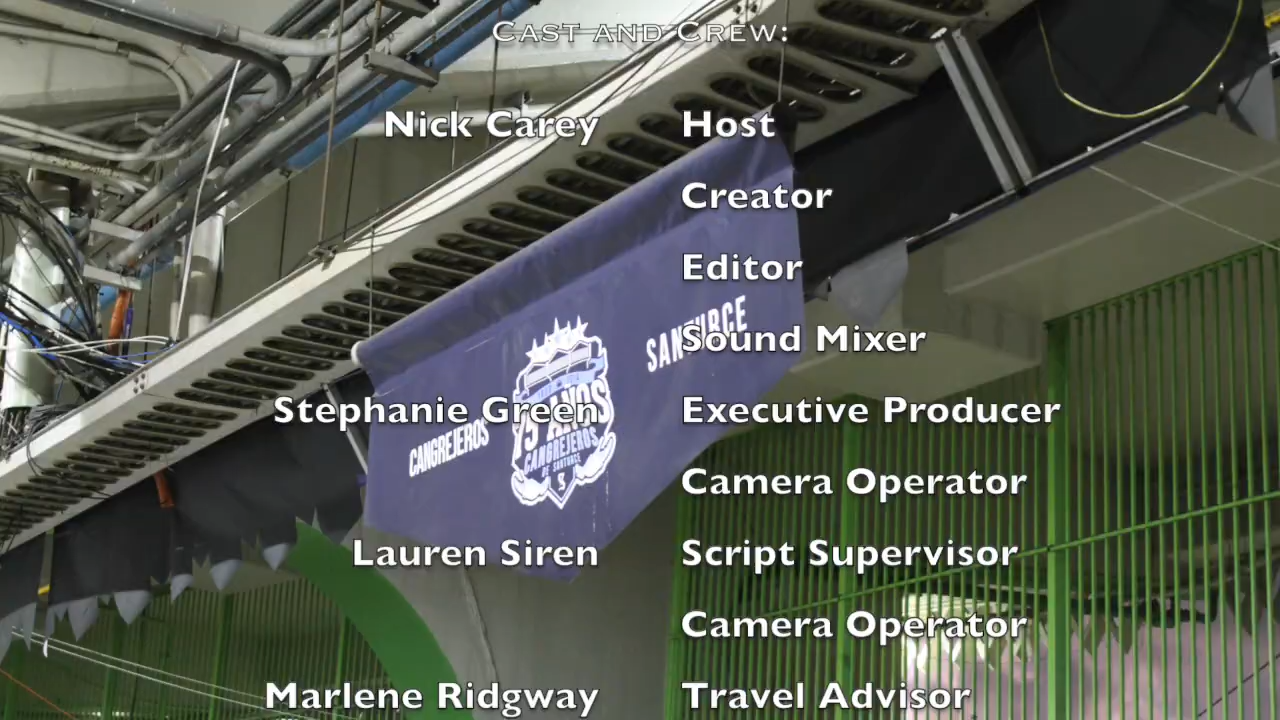 Cast and Crew:
Nick Carey Host
Creator
Editor
Sound Mixer
SANTURCE
Stephanie Green Executive Producer
75 AÑOS
CANGREJEROS
CANGREJEROS
DE SANTURCE
Camera Operator
Lauren Siren Script Supervisor
Camera Operator
Marlene Ridgway Travel Advisor